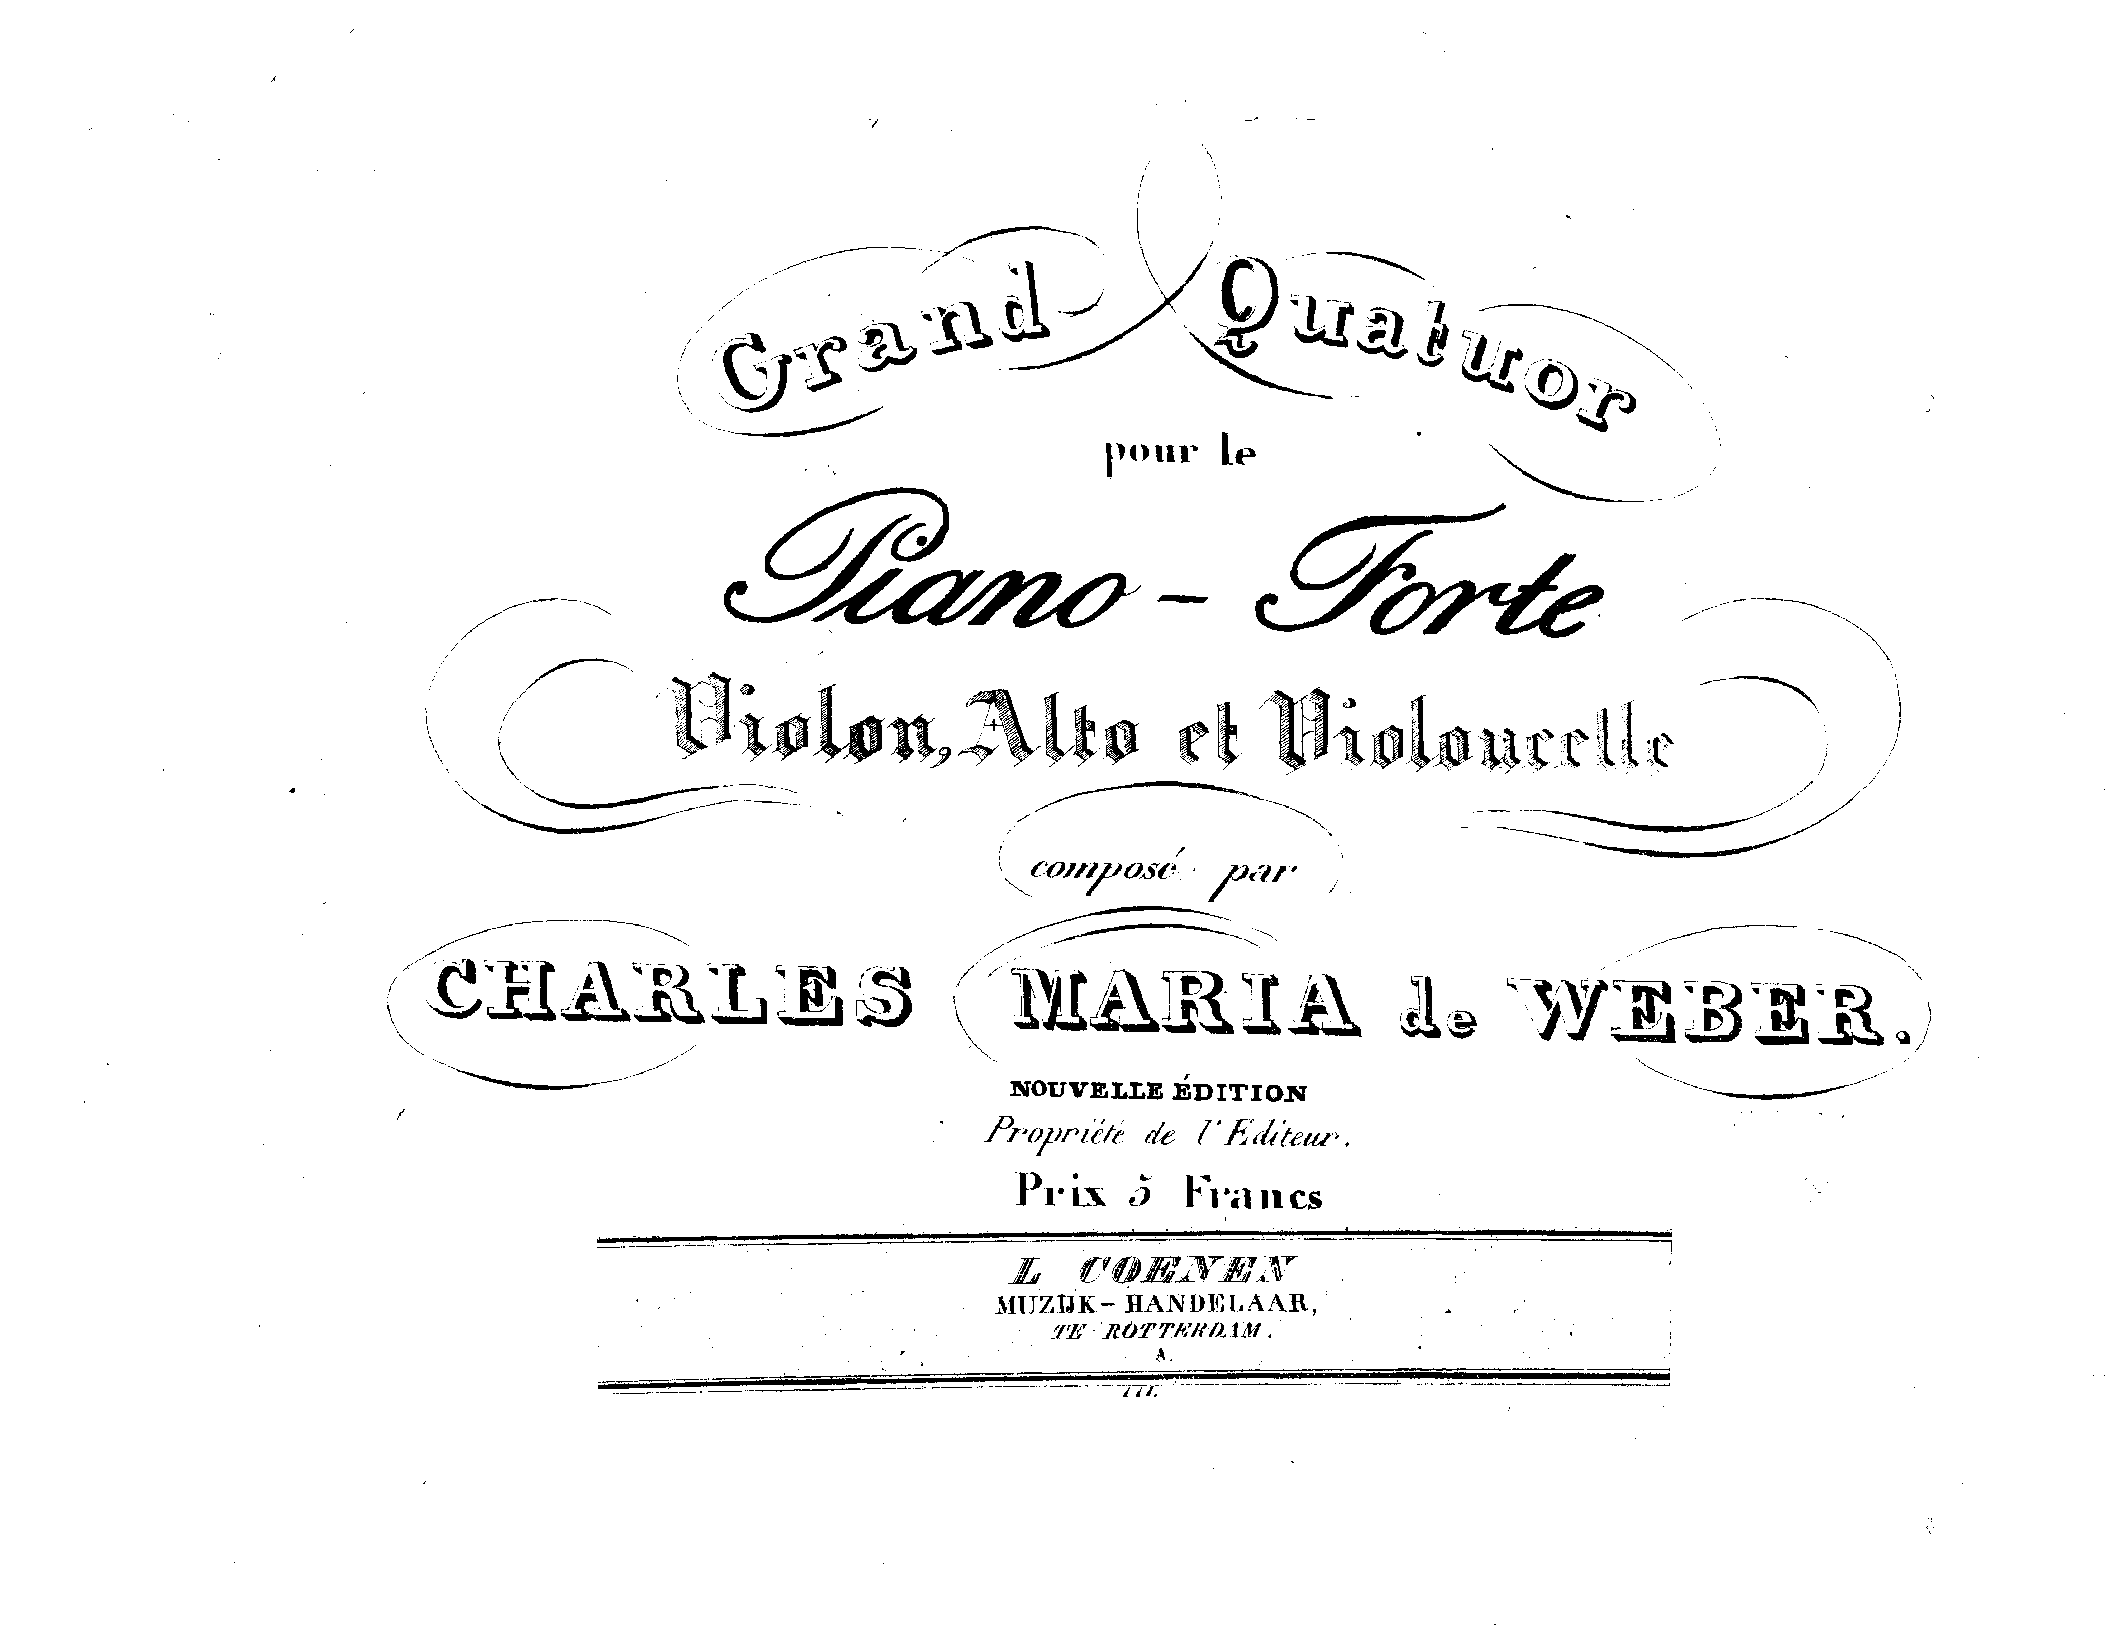 Grand Quatuor
pour le
Piano - Forte
Violon, Alto et Violoncelle
composé par
CHARLES MARIA de WEBER.
NOUVELLE ÉDITION
Propriété de l'Editeur.
Prix 5 Francs
L COENEN
MUZIJK - HANDELAAR,
TE ROTTERDAM.
A.